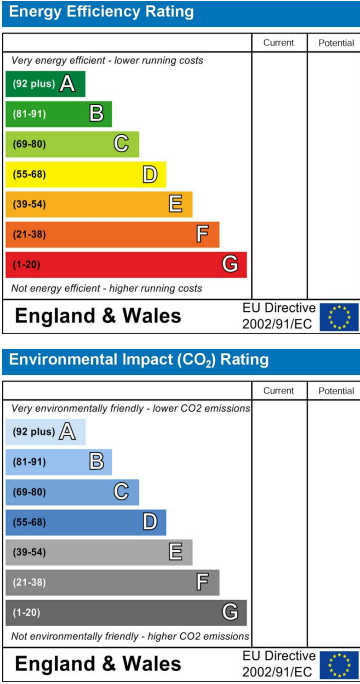 Energy Efficiency Rating
Current Potential
Very energy efficient - lower running costs
(92 plus) A
(81-91) B
(69-80) C
(55-68) D
(39-54) E
(21-38) F
(1-20) G
Not energy efficient - higher running costs
England & Wales
EU Directive
2002/91/EC
Environmental Impact (CO₂) Rating
Current Potential
Very environmentally friendly - lower CO2 emissions
(92 plus) A
(81-91) B
(69-80) C
(55-68) D
(39-54) E
(21-38) F
(1-20) G
Not environmentally friendly - higher CO2 emissions
England & Wales
EU Directive
2002/91/EC